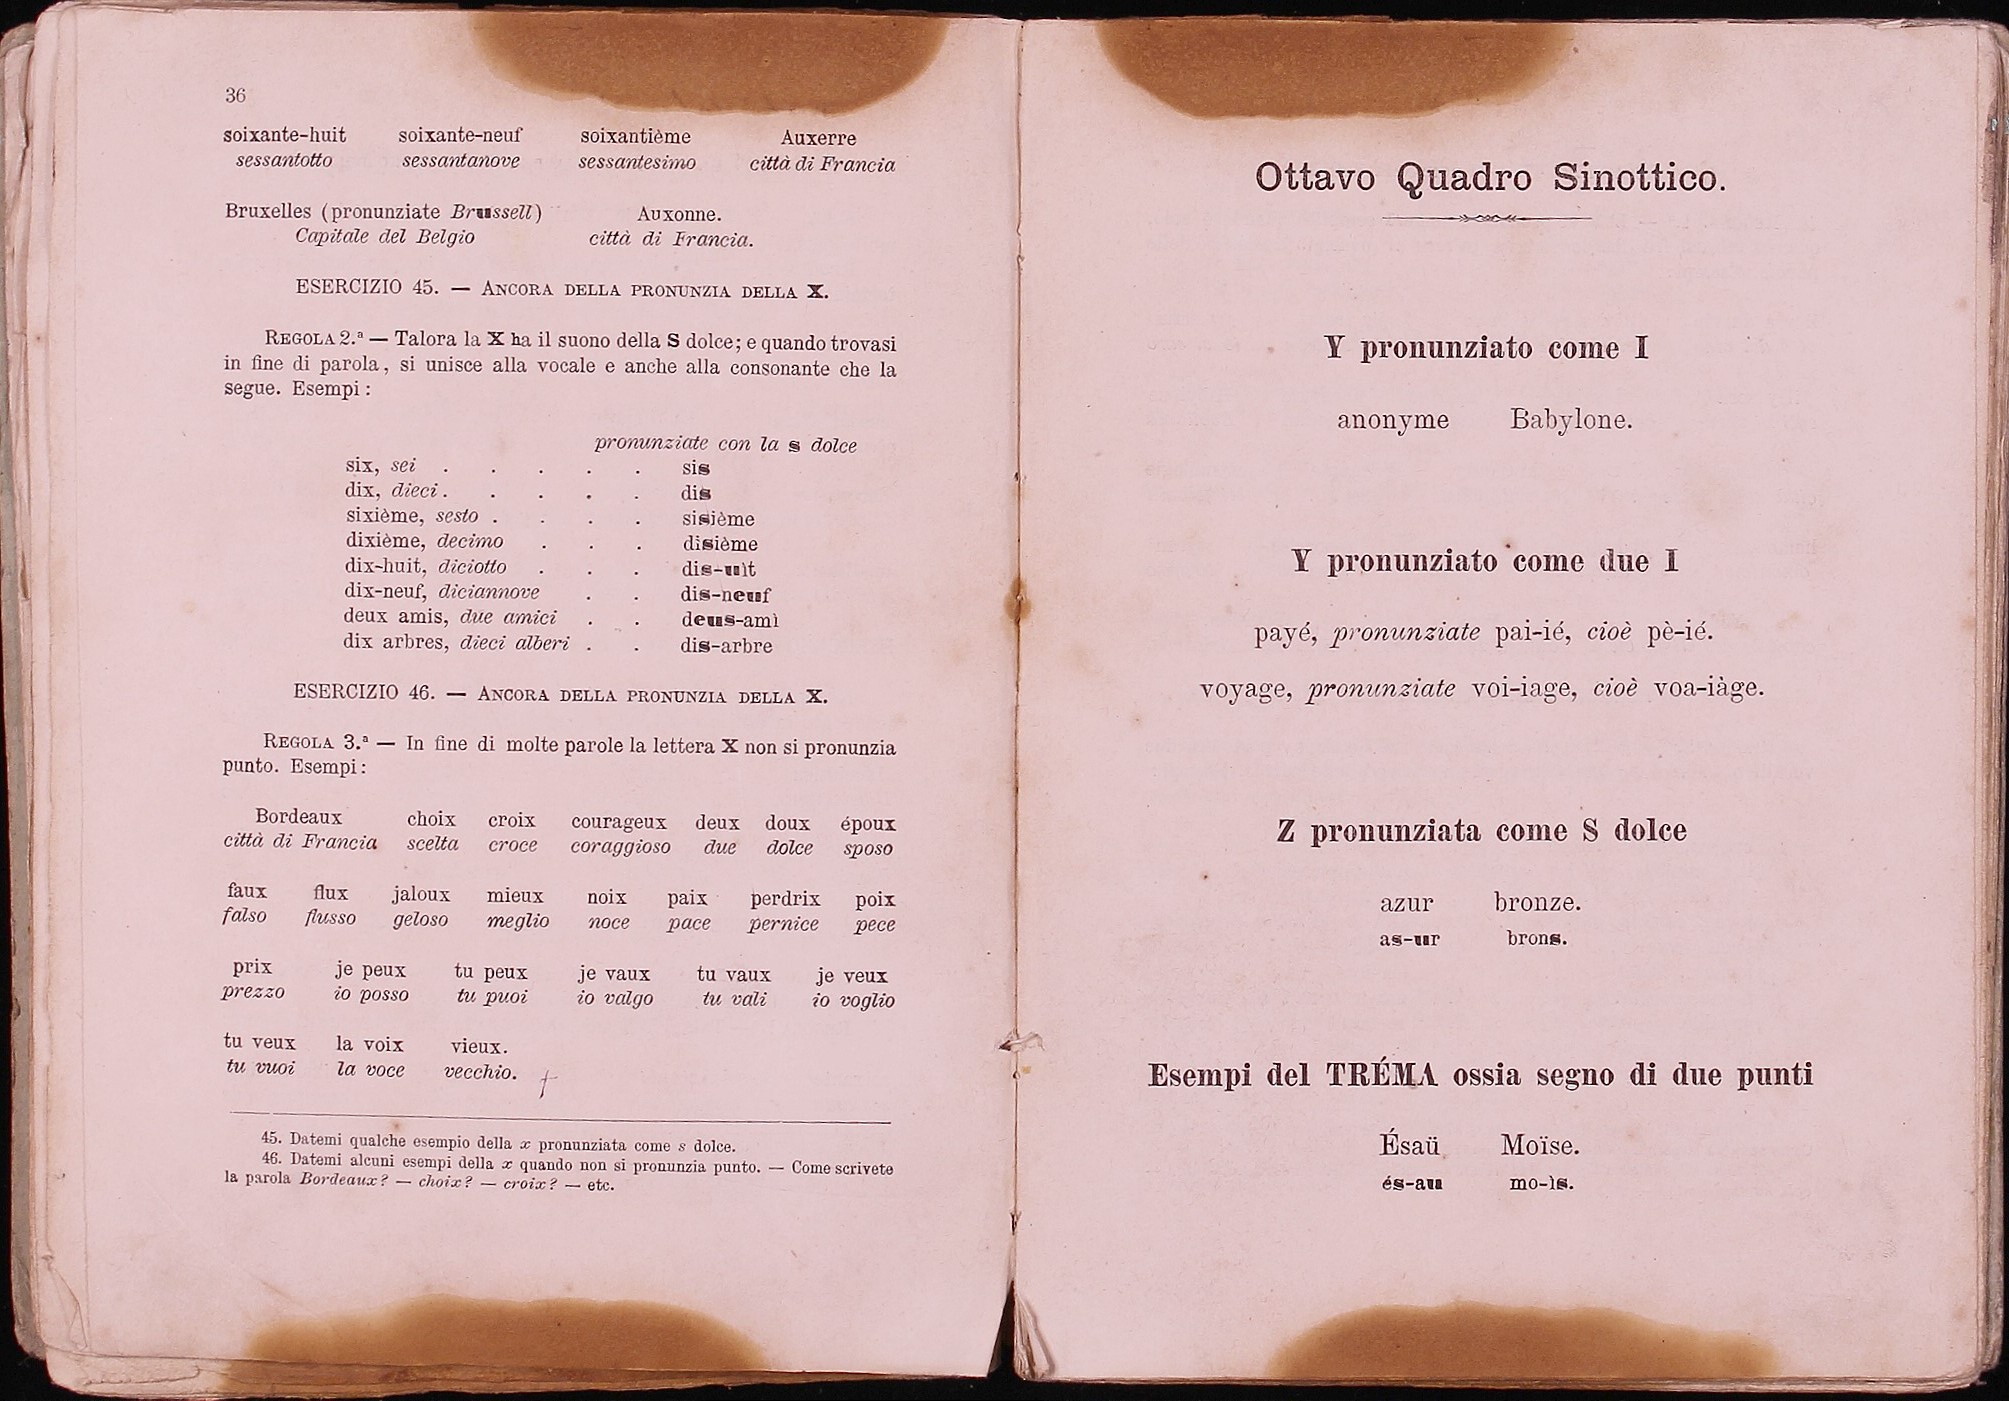 36
soixante-huit soixante-neuf soixantième Auxerre
sessantotto sessantanove sessantesimo città di Francia
Bruxelles (pronunziate Brussell) Auxonne.
Capitale del Belgio città di Francia.
ESERCIZIO 45. — ANCORA DELLA PRONUNZIA DELLA X.
REGOLA 2.ª — Talora la X ha il suono della S dolce; e quando trovasi
in fine di parola, si unisce alla vocale e anche alla consonante che la
segue. Esempi:
pronunziate con la s dolce
six, sei . . . . . sis
dix, dieci . . . . . dis
sixième, sesto . . . . sisième
dixième, decimo . . . disième
dix-huit, diciotto . . . dis-uìt
dix-neuf, diciannove . . dis-neuf
deux amis, due amici . . deus-amì
dix arbres, dieci alberi . . dis-arbre
ESERCIZIO 46. — ANCORA DELLA PRONUNZIA DELLA X.
REGOLA 3.ª — In fine di molte parole la lettera X non si pronunzia
punto. Esempi:
Bordeaux choix croix courageux deux doux époux
città di Francia scelta croce coraggioso due dolce sposo
faux flux jaloux mieux noix paix perdrix poix
falso flusso geloso meglio noce pace pernice pece
prix je peux tu peux je vaux tu vaux je veux
prezzo io posso tu puoi io valgo tu vali io voglio
tu veux la voix vieux.
tu vuoi la voce vecchio.
45. Datemi qualche esempio della x pronunziata come s dolce.
46. Datemi alcuni esempi della x quando non si pronunzia punto. — Come scrivete
la parola Bordeaux? — choix? — croix? — etc.
Ottavo Quadro Sinottico.
Y pronunziato come I
anonyme Babylone.
Y pronunziato come due I
payé, pronunziate pai-ié, cioè pè-ié.
voyage, pronunziate voi-iage, cioè voa-iàge.
Z pronunziata come S dolce
azur bronze.
as-ur brons.
Esempi del TRÉMA ossia segno di due punti
Ésaü Moïse.
és-au mo-ìs.